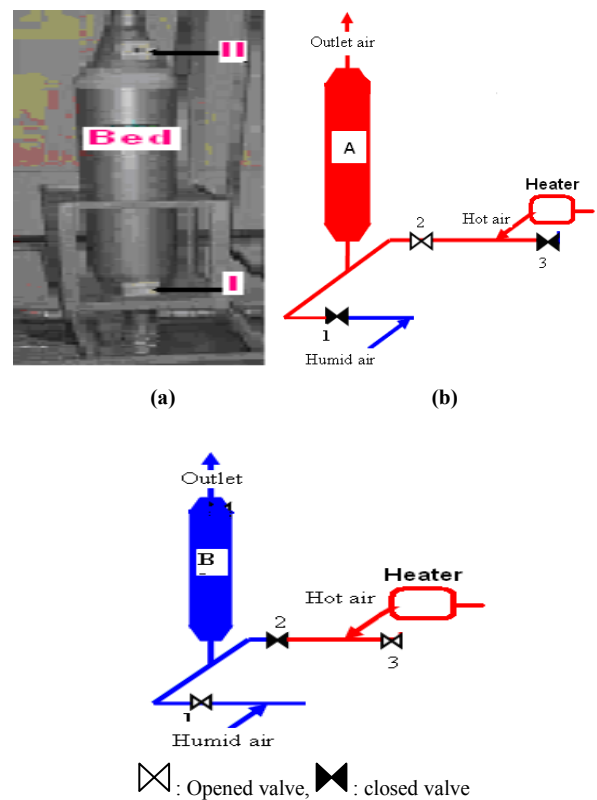 II
Bed
I
(a)
Outlet air
A
Heater
Hot air
2
3
1
Humid air
(b)
Outlet
B
Heater
Hot air
2
3
1
Humid air
: Opened valve, : closed valve